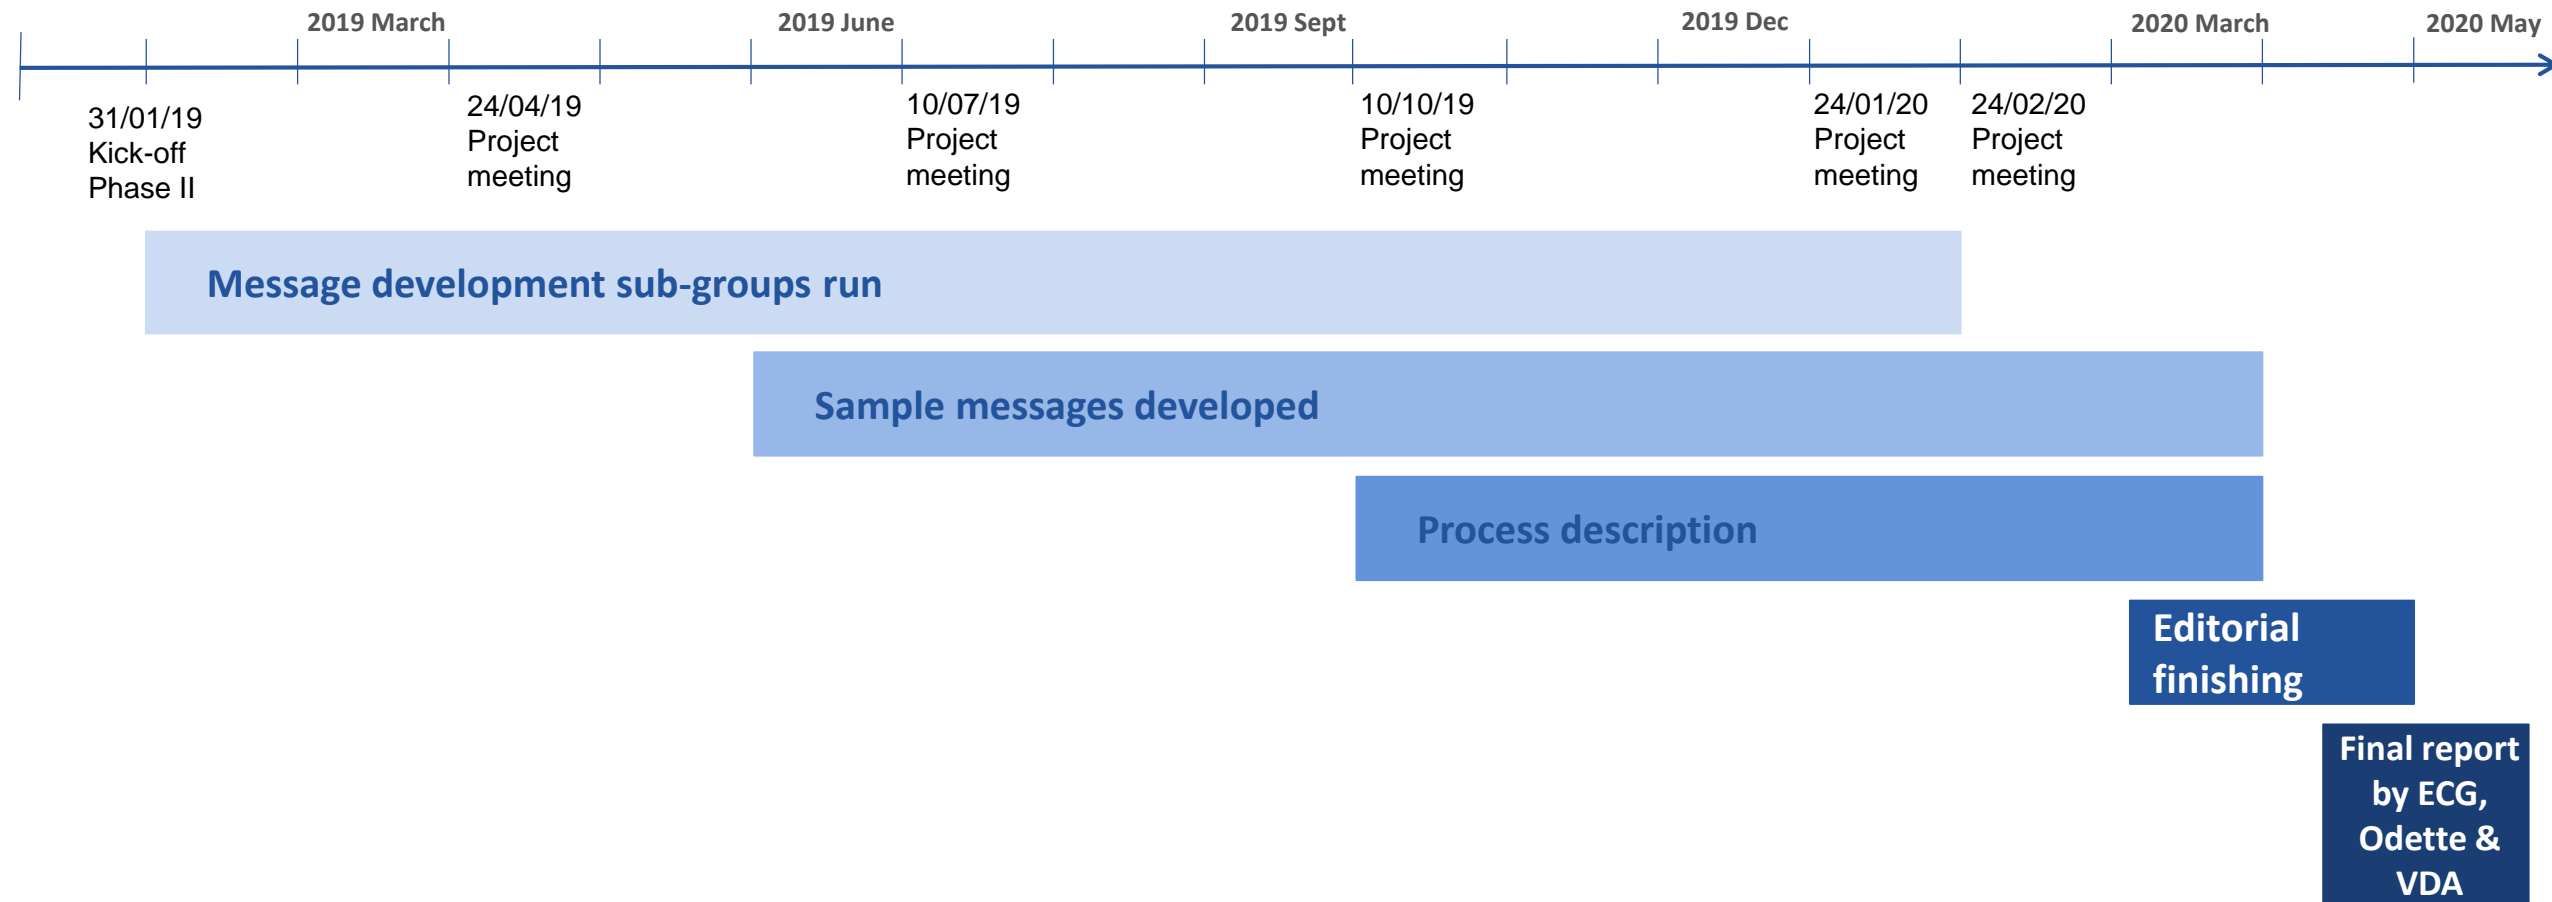 2019 March
2019 June
2019 Sept
2019 Dec
2020 March
2020 May
31/01/19
Kick-off
Phase II
24/04/19
Project
meeting
10/07/19
Project
meeting
10/10/19
Project
meeting
24/01/20
Project
meeting
24/02/20
Project
meeting
Message development sub-groups run
Sample messages developed
Process description
Editorial
finishing
Final report
by ECG,
Odette &
VDA